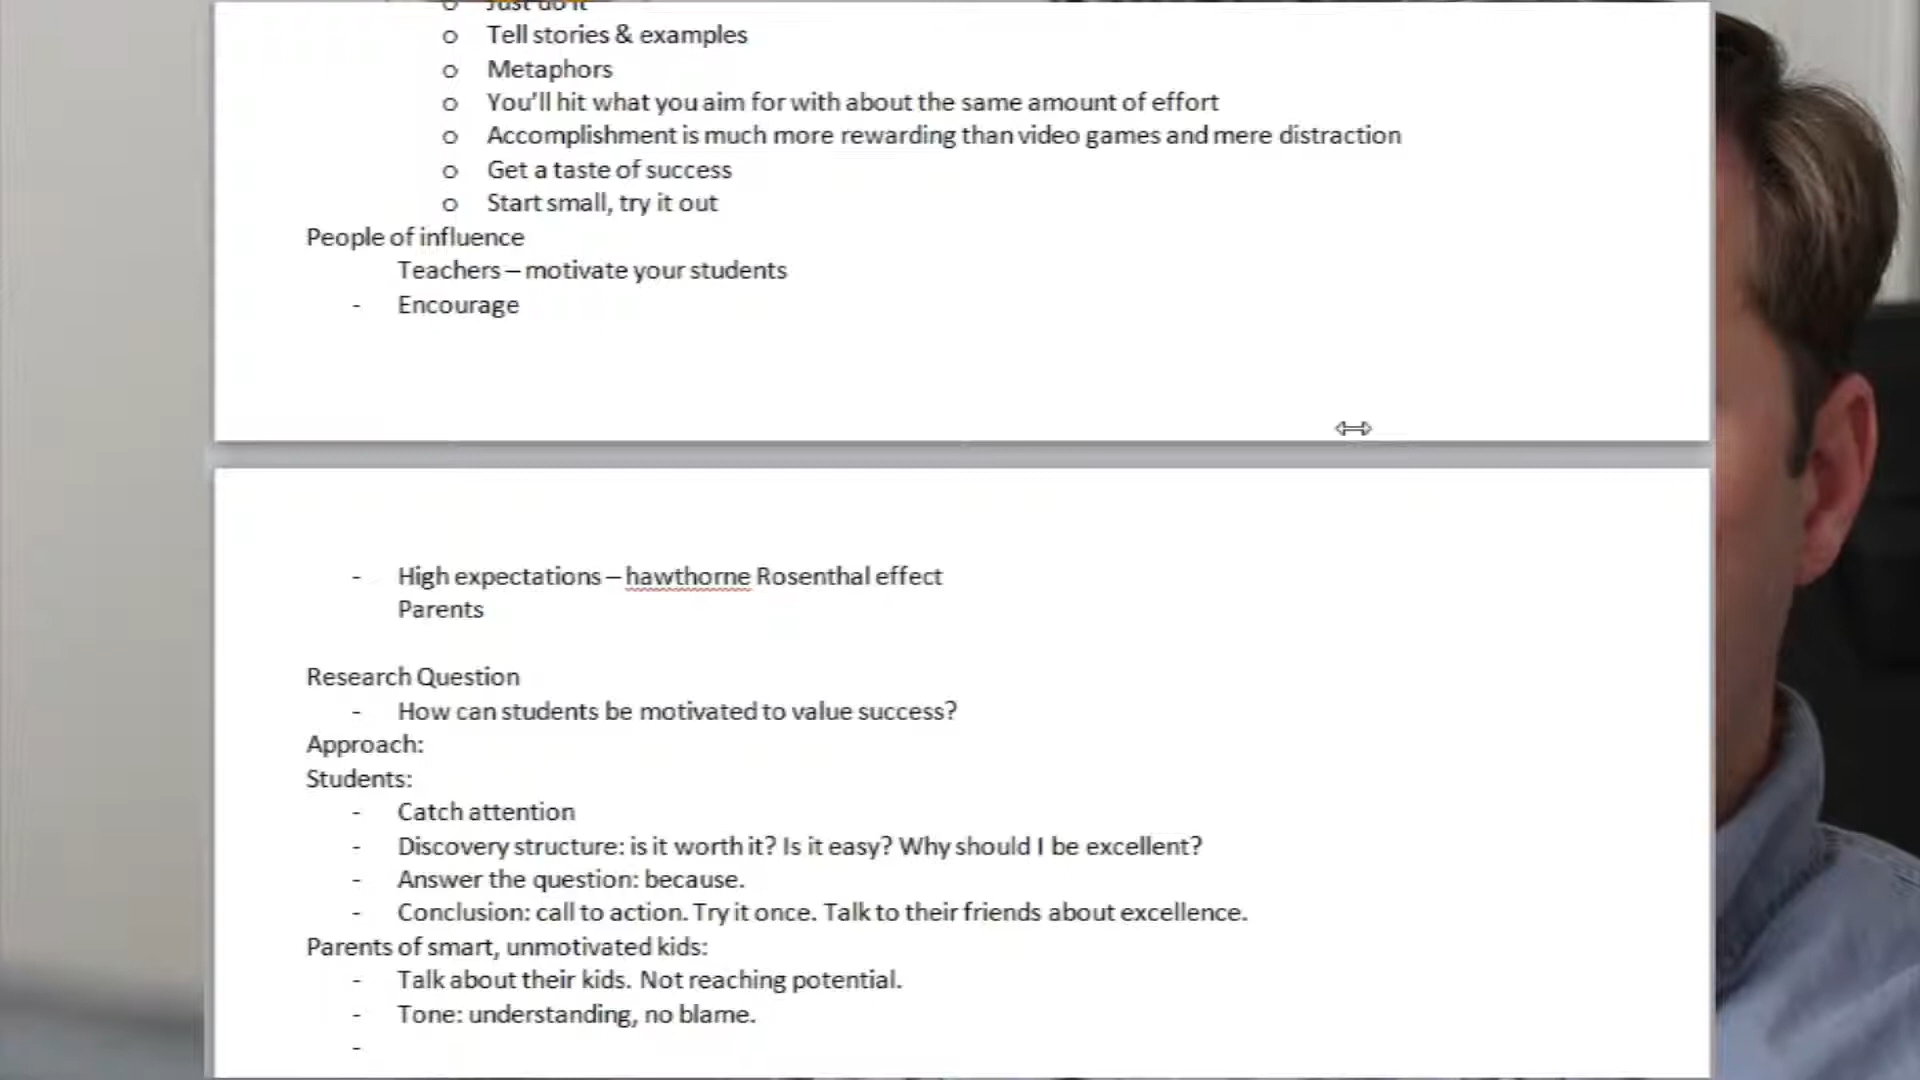 o Just do it
o Tell stories & examples
o Metaphors
o You'll hit what you aim for with about the same amount of effort
o Accomplishment is much more rewarding than video games and mere distraction
o Get a taste of success
o Start small, try it out
People of influence
Teachers – motivate your students
- Encourage
- High expectations – hawthorne Rosenthal effect
Parents
Research Question
- How can students be motivated to value success?
Approach:
Students:
- Catch attention
- Discovery structure: is it worth it? Is it easy? Why should I be excellent?
- Answer the question: because.
- Conclusion: call to action. Try it once. Talk to their friends about excellence.
Parents of smart, unmotivated kids:
- Talk about their kids. Not reaching potential.
- Tone: understanding, no blame.
-